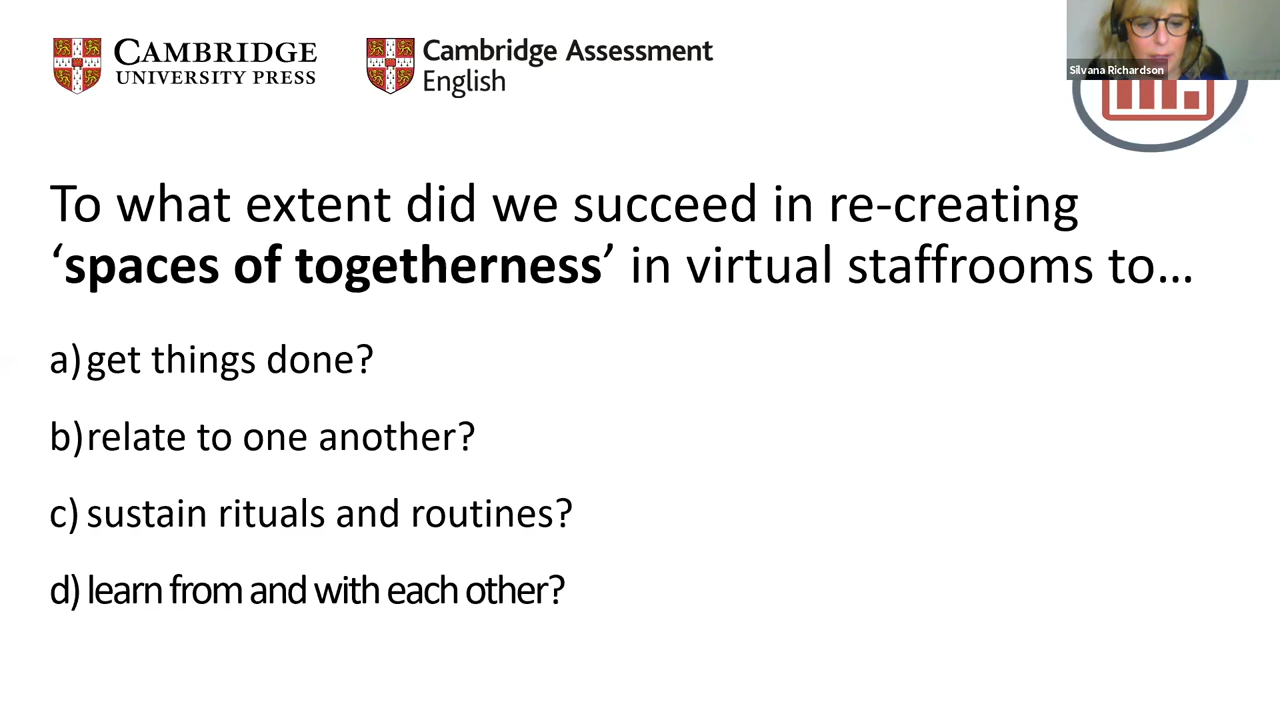 CAMBRIDGE
UNIVERSITY PRESS
Cambridge Assessment
English
Silvana Richardson
To what extent did we succeed in re-creating
‘spaces of togetherness’ in virtual staffrooms to…
a) get things done?
b) relate to one another?
c) sustain rituals and routines?
d) learn from and with each other?